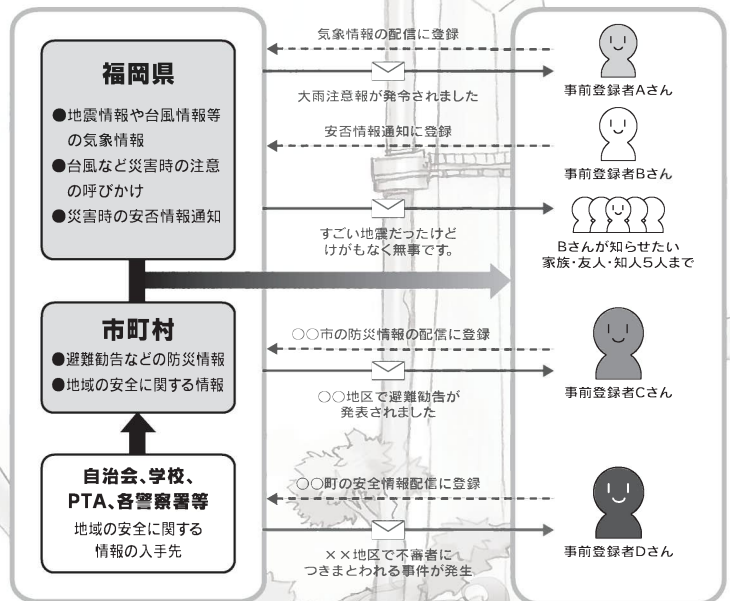 福岡県
●地震情報や台風情報等
の気象情報
●台風など災害時の注意
の呼びかけ
●災害時の安否情報通知
市町村
●避難勧告などの防災情報
●地域の安全に関する情報
自治会、学校、
PTA、各警察署等
地域の安全に関する
情報の入手先
気象情報の配信に登録
大雨注意報が発令されました
事前登録者Aさん
安否情報通知に登録
事前登録者Bさん
すごい地震だったけど
けがもなく無事です。
Bさんが知らせたい
家族・友人・知人5人まで
○○市の防災情報の配信に登録
○○地区で避難勧告が
発表されました
事前登録者Cさん
○○町の安全情報配信に登録
××地区で不審者に
つきまとわれる事件が発生
事前登録者Dさん